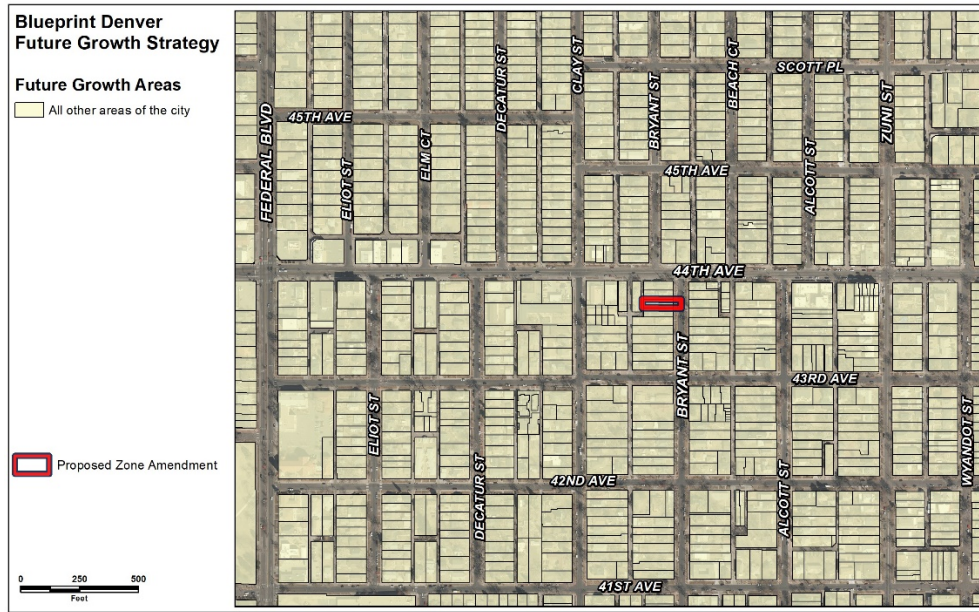 Blueprint Denver
Future Growth Strategy
Future Growth Areas
All other areas of the city
Proposed Zone Amendment
0 250 500
Feet
FEDERAL BLVD
45TH AVE
ELIOT ST
ELM CT
DECATUR ST
CLAY ST
BRYANT ST
BEACH CT
SCOTT PL
ZUNI ST
45TH AVE
ALCOTT ST
44TH AVE
BRYANT ST
43RD AVE
ELIOT ST
DECATUR ST
42ND AVE
ALCOTT ST
WYANDOT ST
41ST AVE